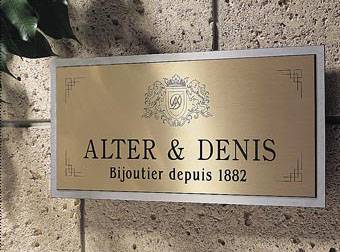 ALTER & DENIS
Bijoutier depuis 1882